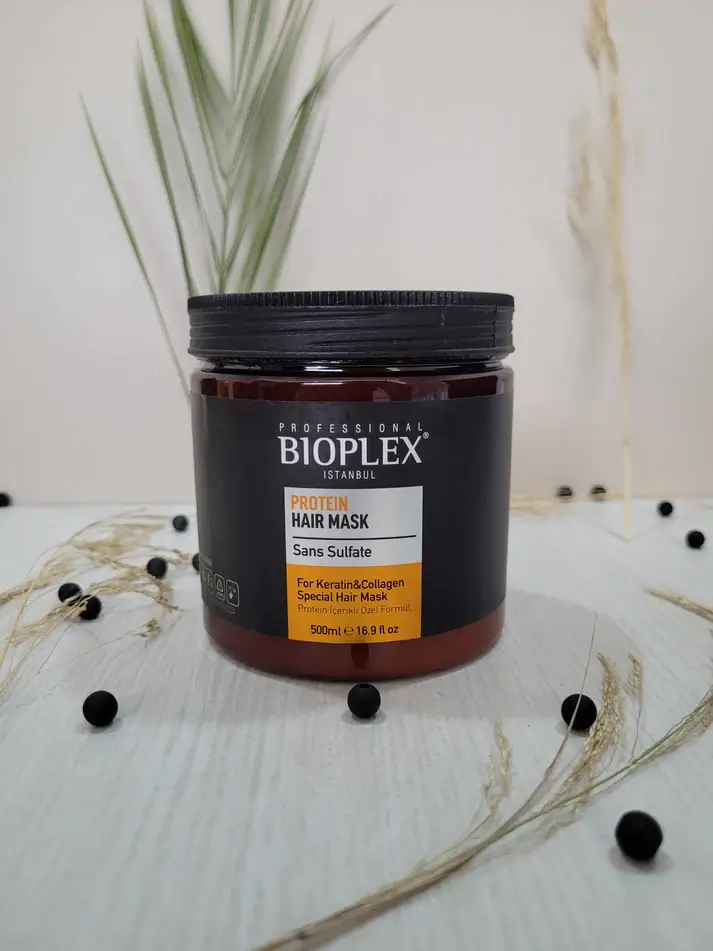 PROFESSIONAL
BIOPLEX®
ISTANBUL
PROTEIN
HAIR MASK
Sans Sulfate
For Keratin&Collagen
Special Hair Mask
Protein İçerikli Özel Formül
500ml ℮ 16.9 fl oz